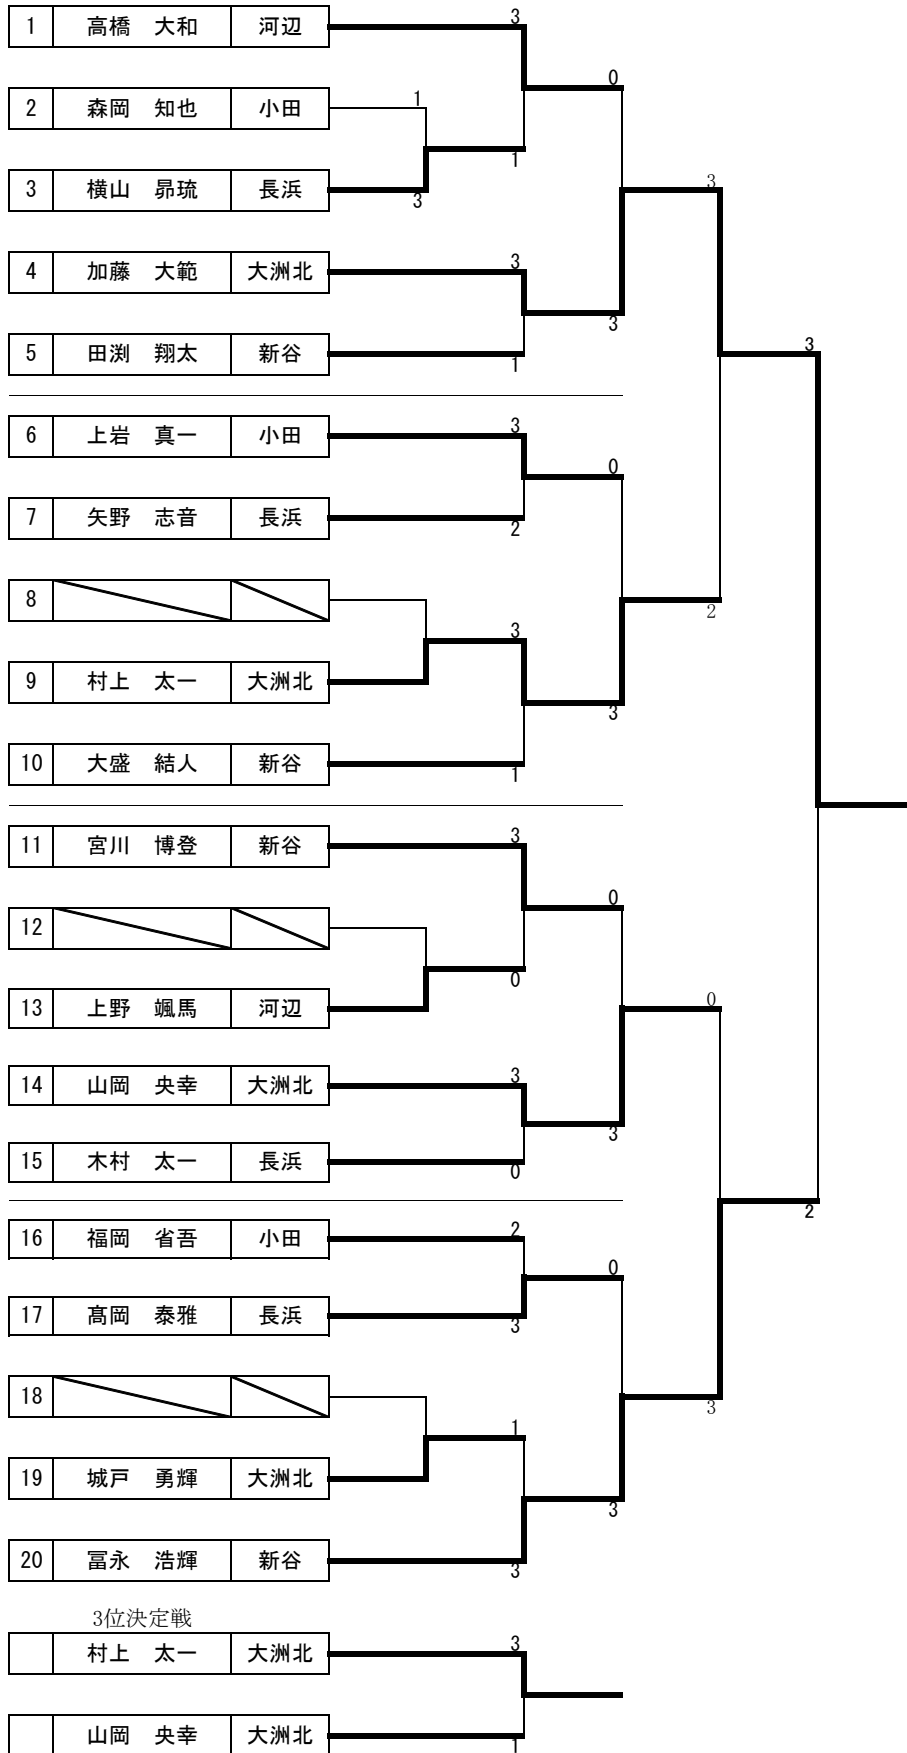 1 高橋 大和 河辺 3
0
2 森岡 知也 小田 1
1
3 横山 昴琉 長浜 3
3
4 加藤 大範 大洲北 3
3
5 田渕 翔太 新谷 1
3
6 上岩 真一 小田 3
0
7 矢野 志音 長浜 2
8
2
3
9 村上 太一 大洲北
3
10 大盛 結人 新谷 1
11 宮川 博登 新谷 3
0
12
0
13 上野 颯馬 河辺
0
14 山岡 央幸 大洲北 3
3
15 木村 太一 長浜 0
2
16 福岡 省吾 小田 2
0
17 髙岡 泰雅 長浜 3
18
3
1
19 城戸 勇輝 大洲北
3
20 冨永 浩輝 新谷 3
3位決定戦
村上 太一 大洲北 3
山岡 央幸 大洲北 1